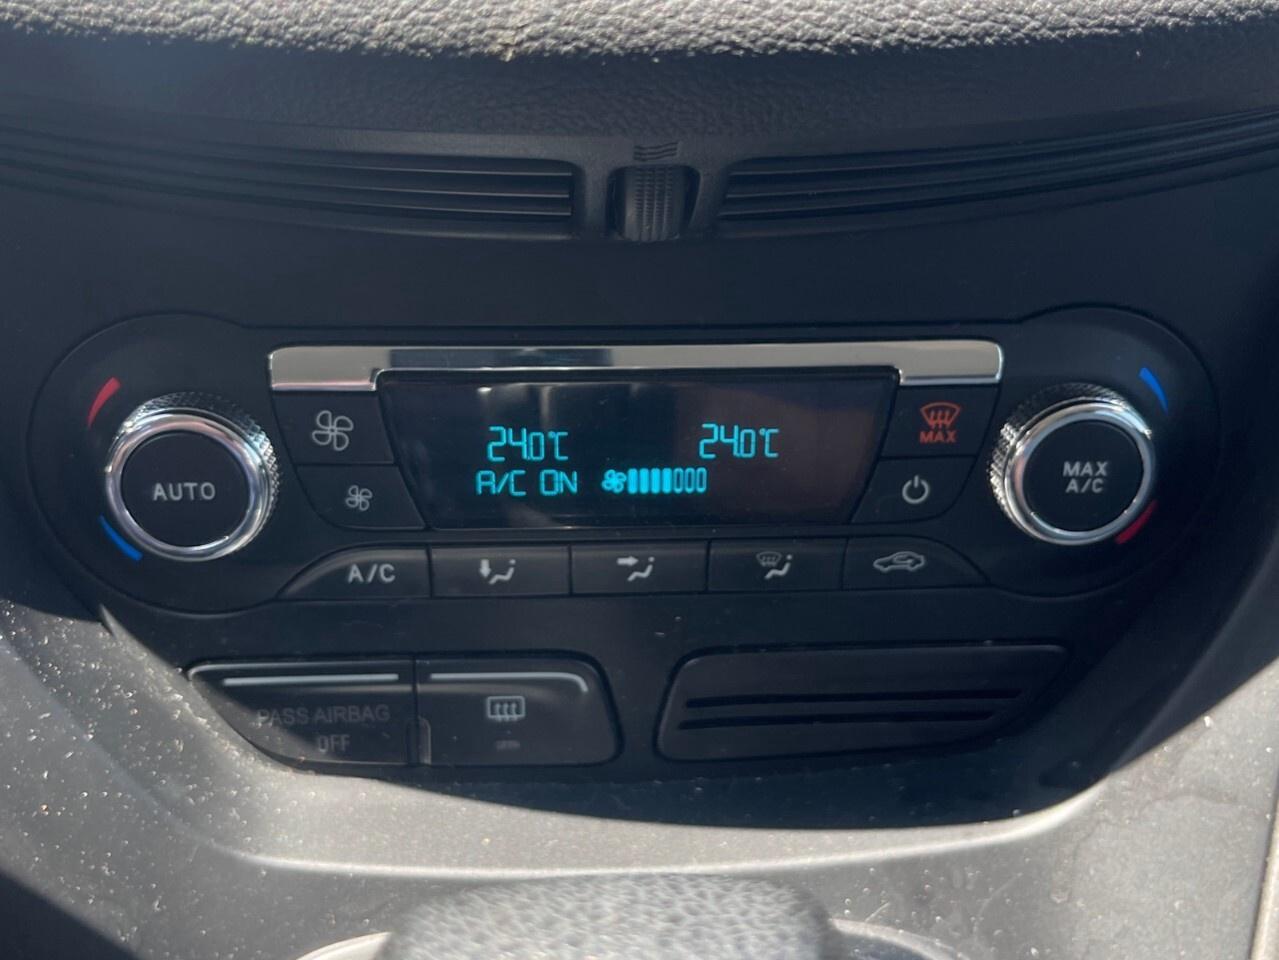 24.0°C 24.0°C
A/C ON
MAX
AUTO
MAX
A/C
A/C
PASS AIRBAG
OFF